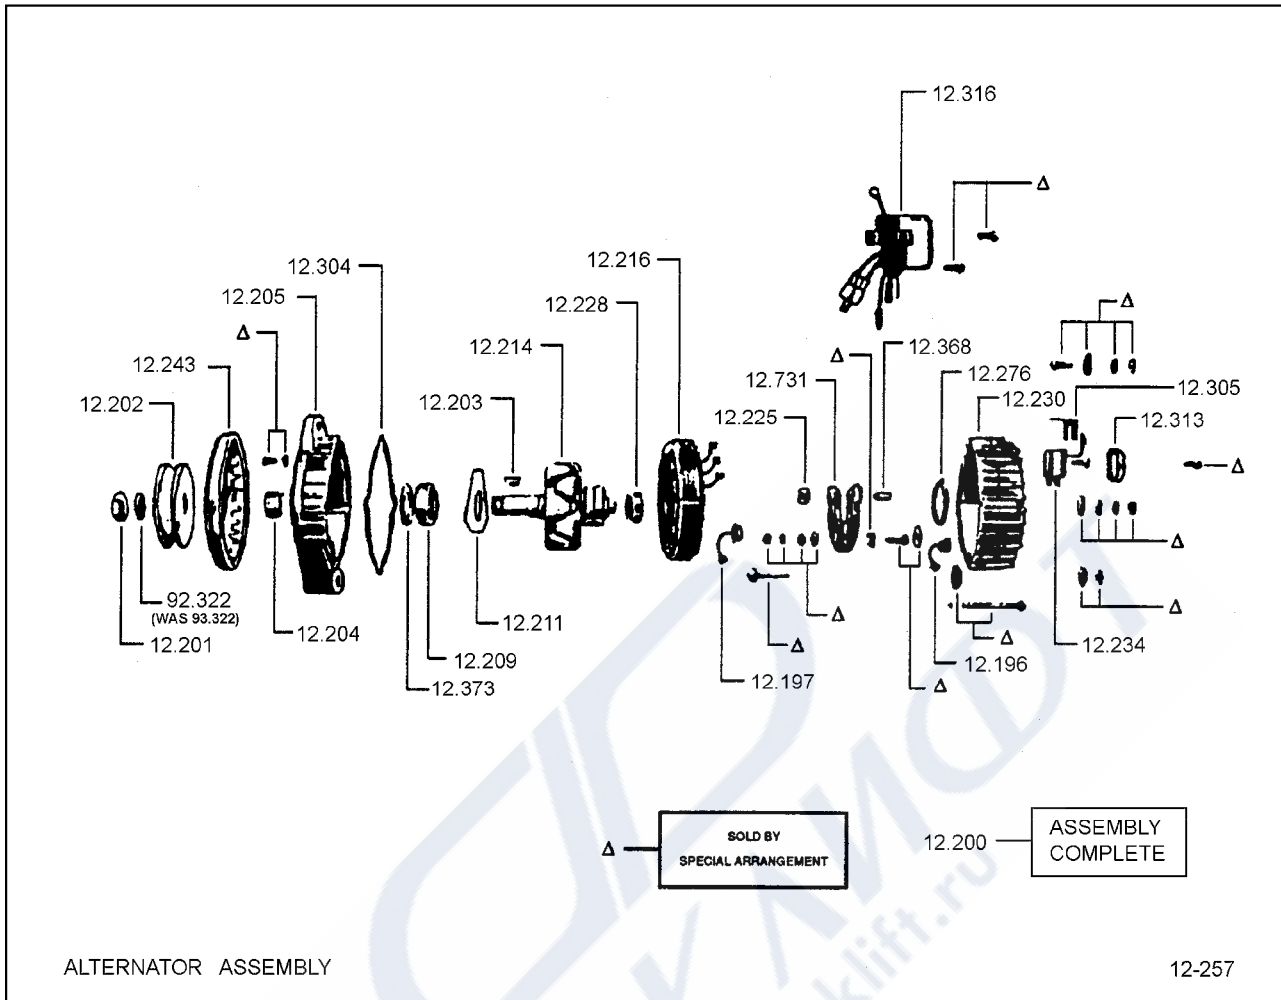 12.316
Δ
12.304
12.216
12.205
12.228
Δ
Δ
12.214
Δ
12.368
12.243
12.731
12.276
12.202
12.203
12.230
12.305
12.225
12.313
Δ
Δ
92.322
(WAS 93.322)
12.204
12.211
Δ
Δ
12.201
Δ
Δ
12.234
12.209
12.196
12.373
12.197
Δ
Δ
SOLD BY
SPECIAL ARRANGEMENT
12.200
ASSEMBLY
COMPLETE
ЛИФТ
klift.ru
ALTERNATOR ASSEMBLY
12-257